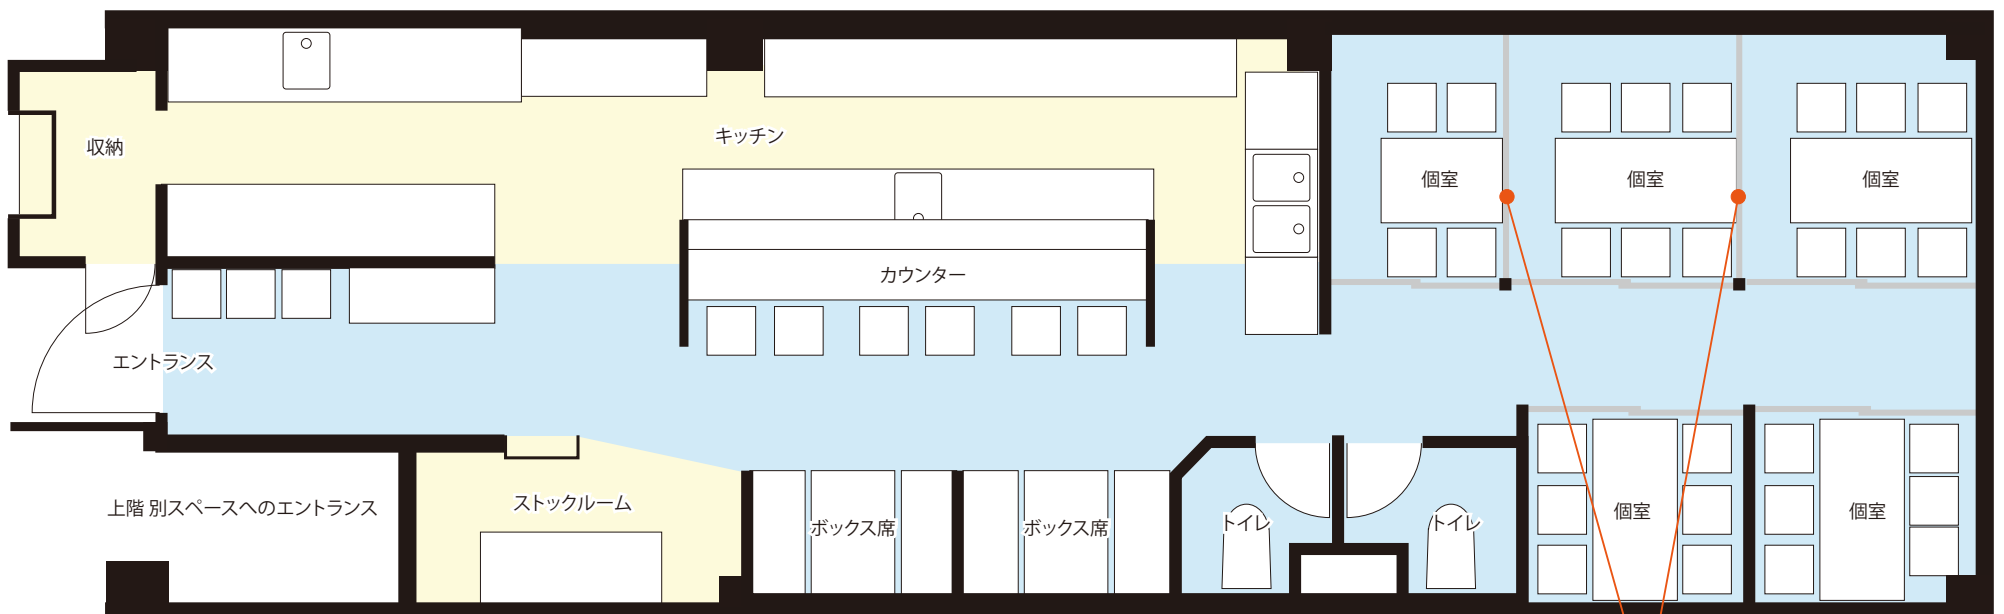 収納
キッチン
個室
個室
個室
カウンター
エントランス
上階 別スペースへのエントランス
ストックルーム
ボックス席
ボックス席
トイレ
トイレ
個室
個室